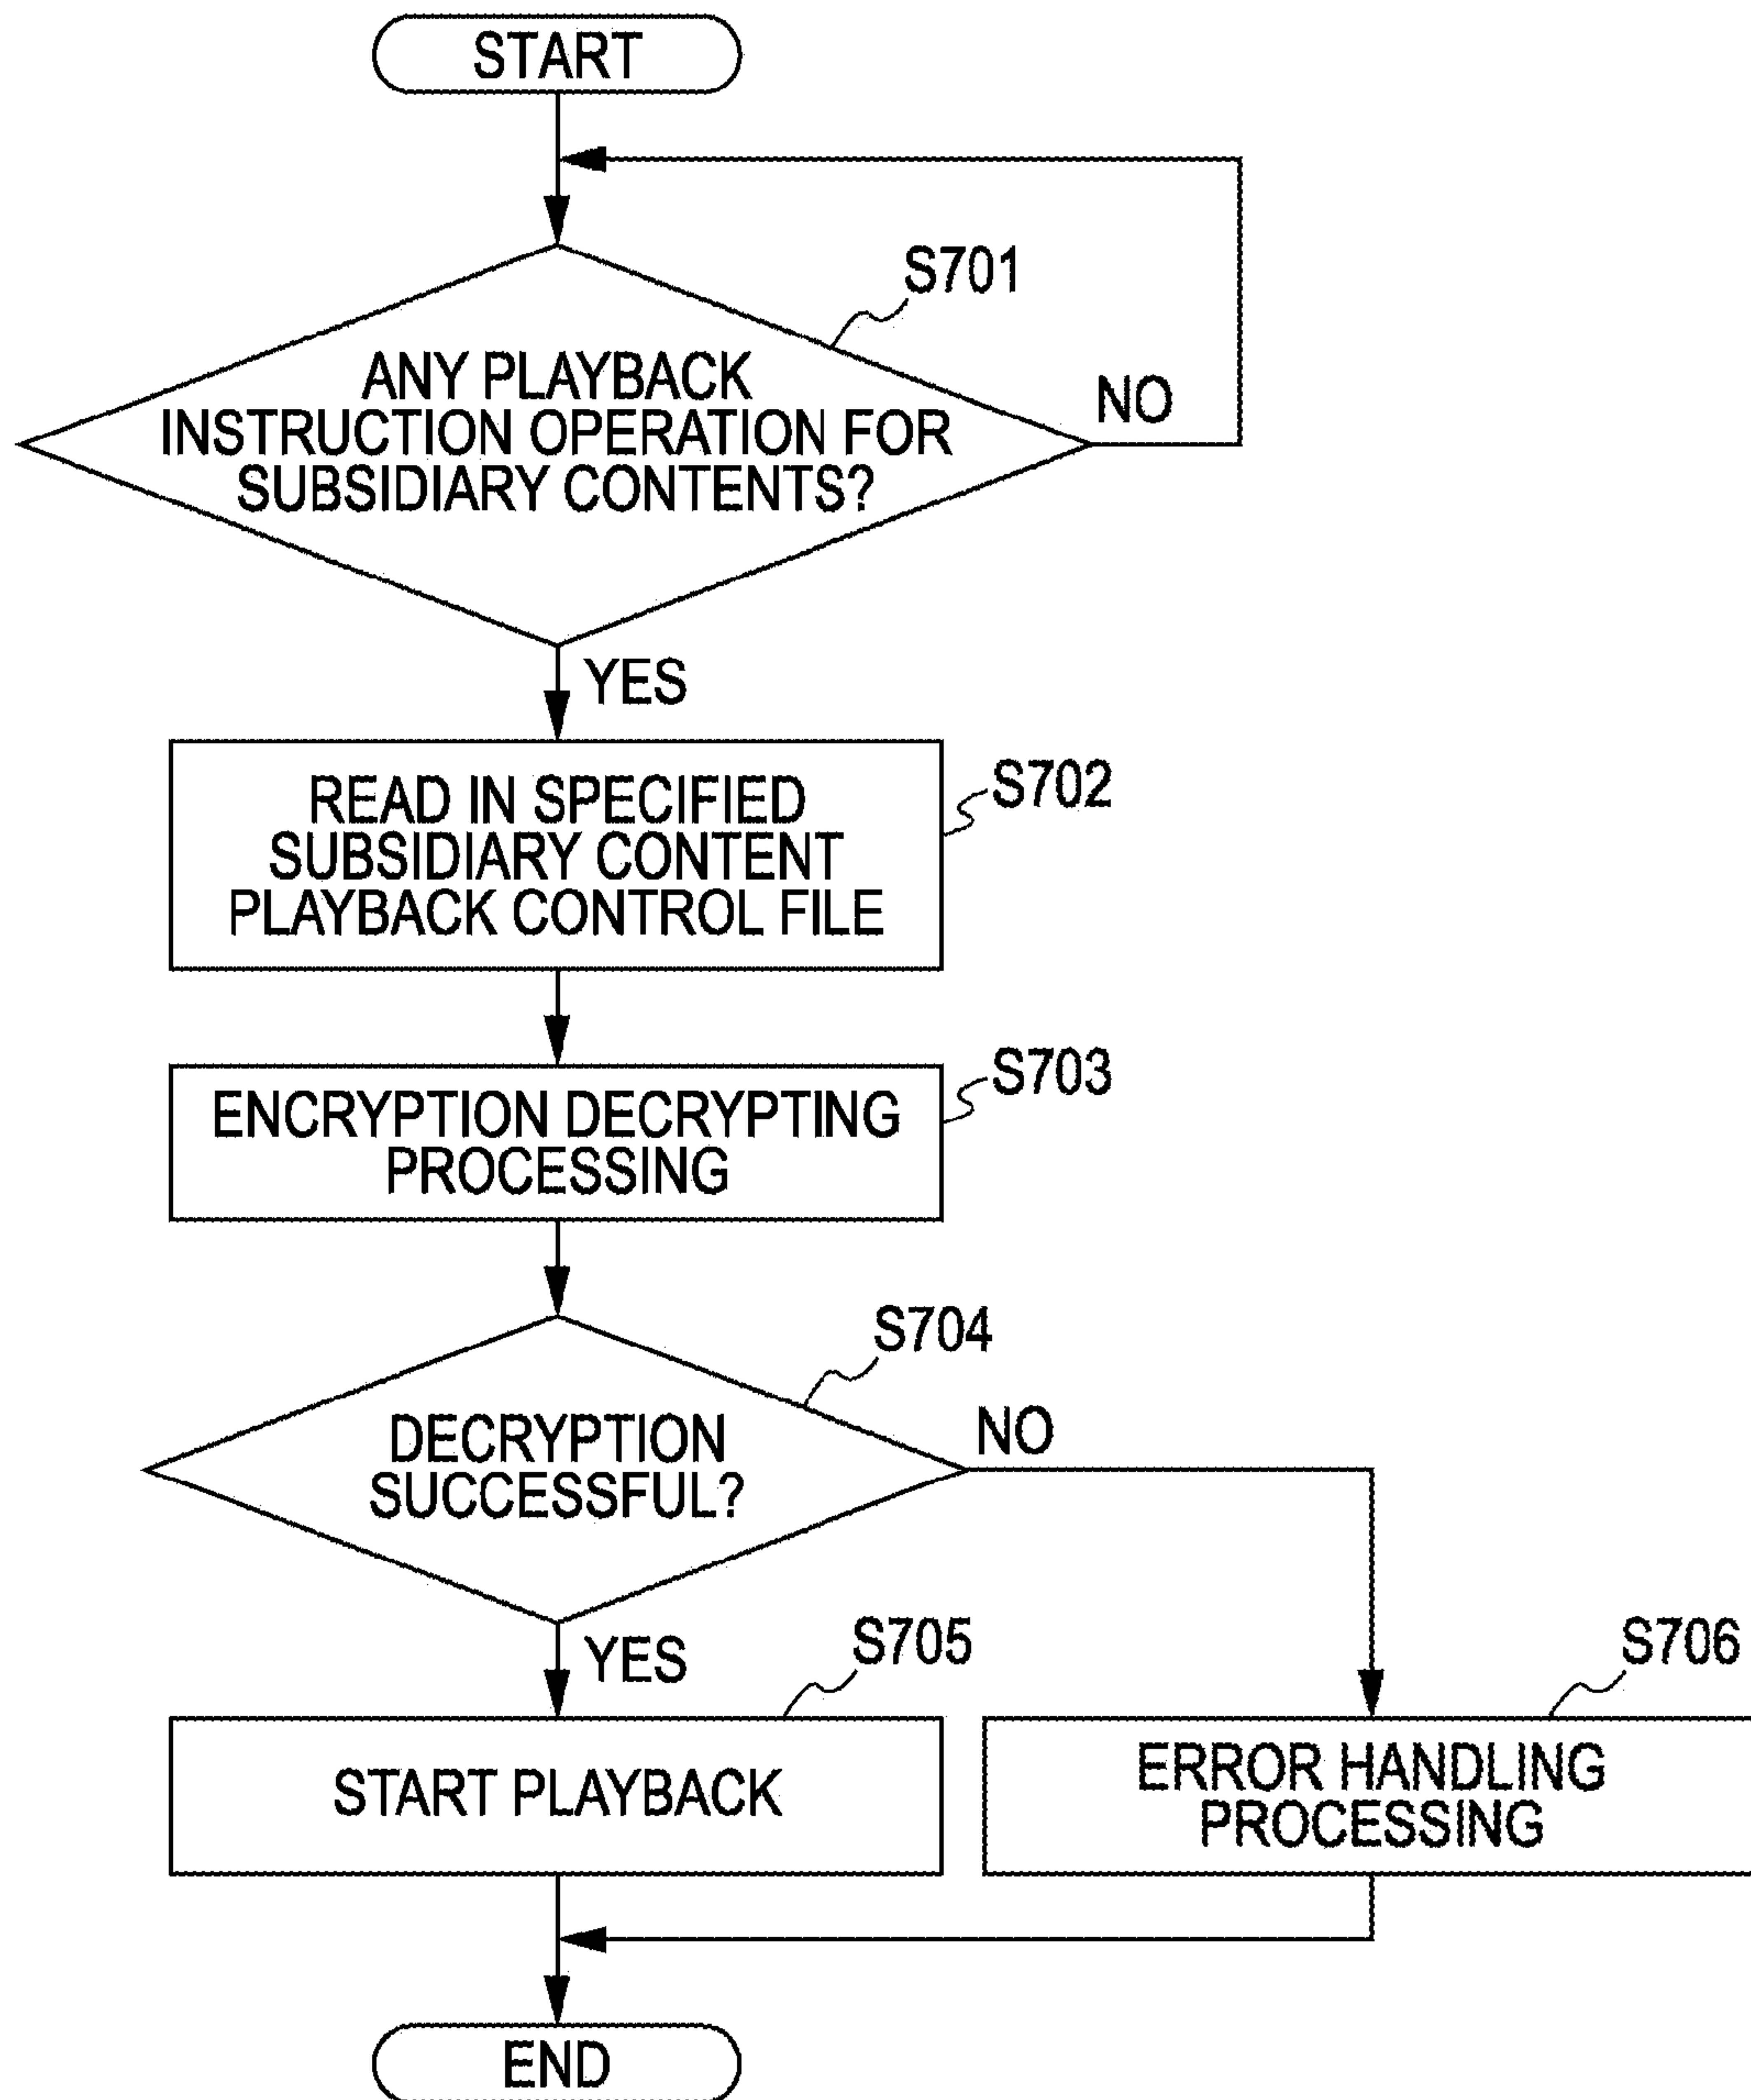 START
S701
ANY PLAYBACK
INSTRUCTION OPERATION FOR
SUBSIDIARY CONTENTS?
NO
YES
S702
READ IN SPECIFIED
SUBSIDIARY CONTENT
PLAYBACK CONTROL FILE
S703
ENCRYPTION DECRYPTING
PROCESSING
S704
DECRYPTION
SUCCESSFUL?
NO
YES
S705
S706
START PLAYBACK
ERROR HANDLING
PROCESSING
END